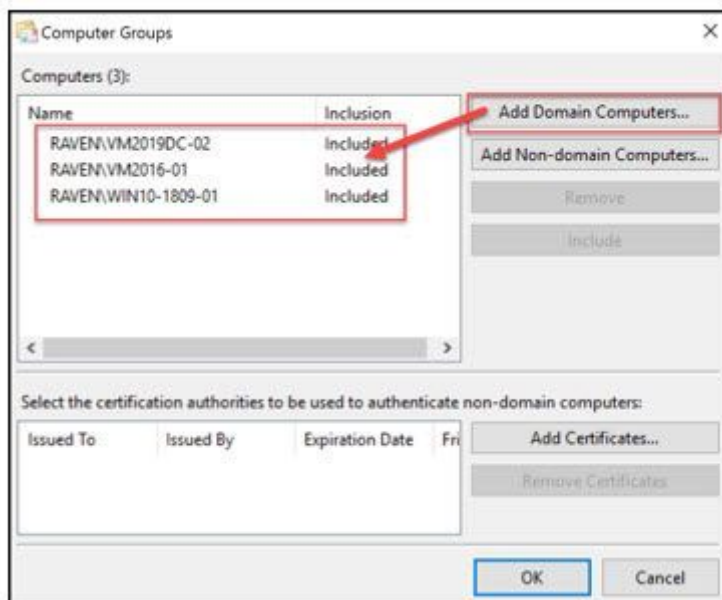 Computer Groups
Computers (3):
Name Inclusion
RAVEN\VM2019DC-02 Included
RAVEN\VM2016-01 Included
RAVEN\WIN10-1809-01 Included
Add Domain Computers...
Add Non-domain Computers...
Remove
Include
Select the certification authorities to be used to authenticate non-domain computers:
Issued To Issued By Expiration Date Fri
Add Certificates...
Remove Certificates
OK Cancel